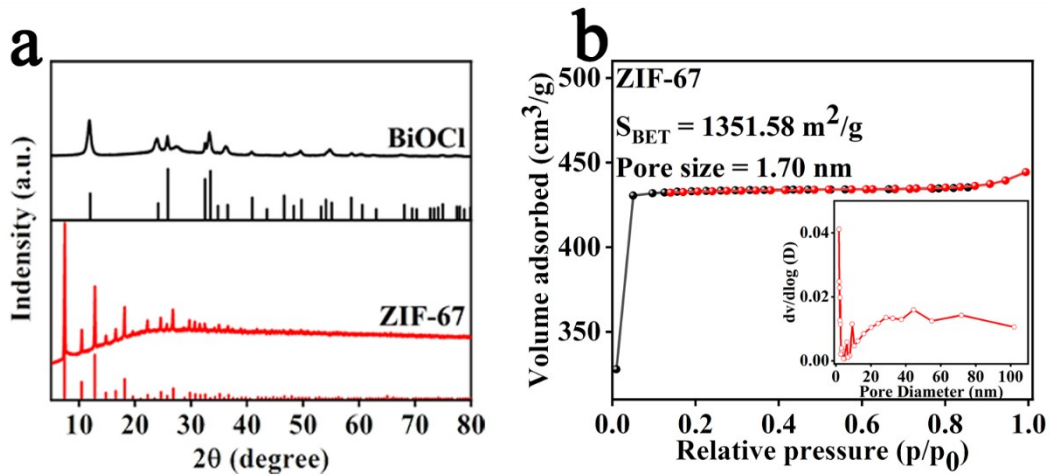 a
Indensity (a.u.)
BiOCl
ZIF-67
10 20 30 40 50 60 70 80
2θ (degree)
b
Volume adsorbed (cm³/g)
500
450
400
350
ZIF-67
S_BET = 1351.58 m²/g
Pore size = 1.70 nm
dv/dlog (D)
0.04
0.02
0.00
0 20 40 60 80 100
Pore Diameter (nm)
0.0 0.2 0.4 0.6 0.8 1.0
Relative pressure (p/p₀)